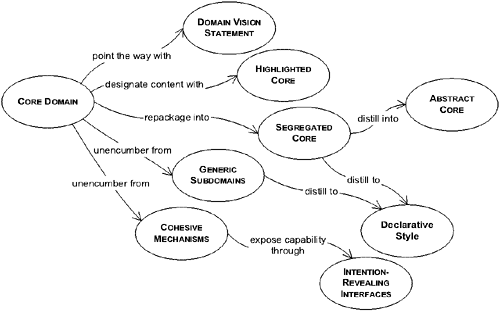 DOMAIN VISION
STATEMENT
point the way with
HIGHLIGHTED
CORE
designate content with
CORE DOMAIN
ABSTRACT
CORE
repackage into
SEGREGATED
CORE
distill into
unencumber from
GENERIC
SUBDOMAINS
distill to
unencumber from
distill to
COHESIVE
MECHANISMS
Declarative
Style
expose capability
through
INTENTION-
REVEALING
INTERFACES